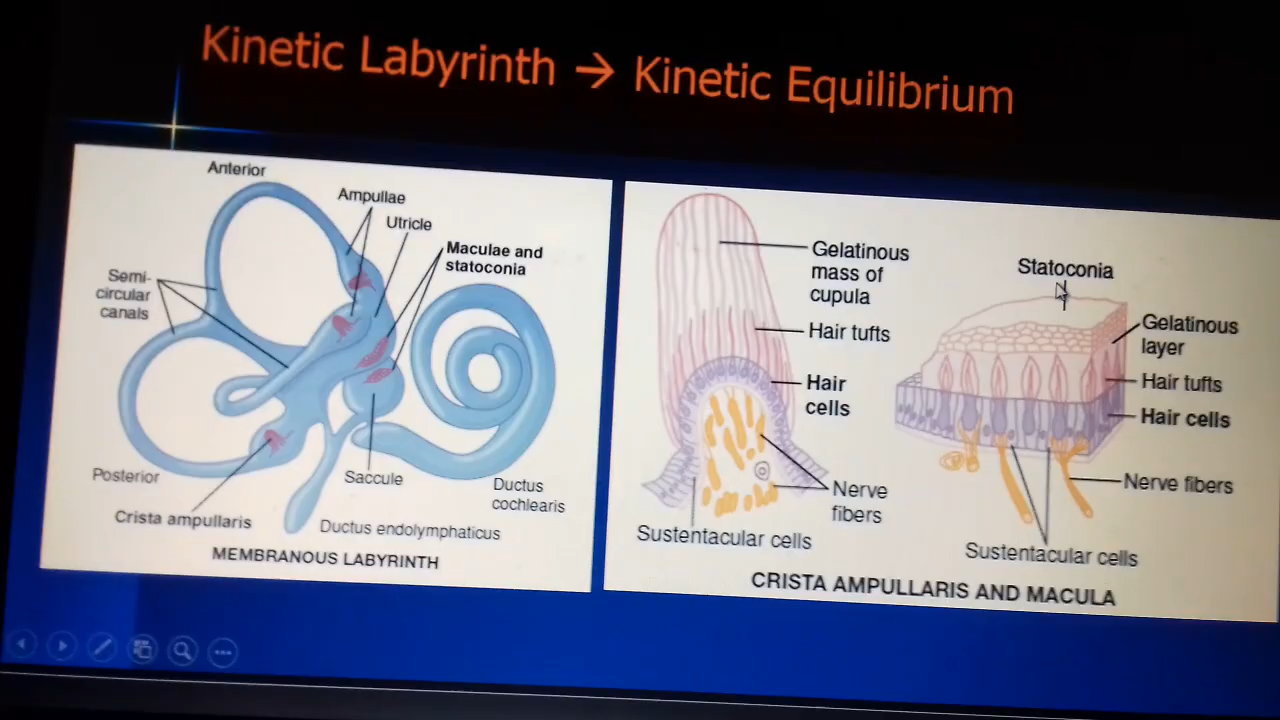 Kinetic Labyrinth → Kinetic Equilibrium
Anterior
Ampullae
Utricle
Maculae and
statoconia
Semi-
circular
canals
Posterior
Saccule
Ductus
cochlearis
Crista ampullaris
Ductus endolymphaticus
MEMBRANOUS LABYRINTH
Gelatinous
mass of
cupula
Hair tufts
Hair
cells
Nerve
fibers
Sustentacular cells
Statoconia
Gelatinous
layer
Hair tufts
Hair cells
Nerve fibers
Sustentacular cells
CRISTA AMPULLARIS AND MACULA